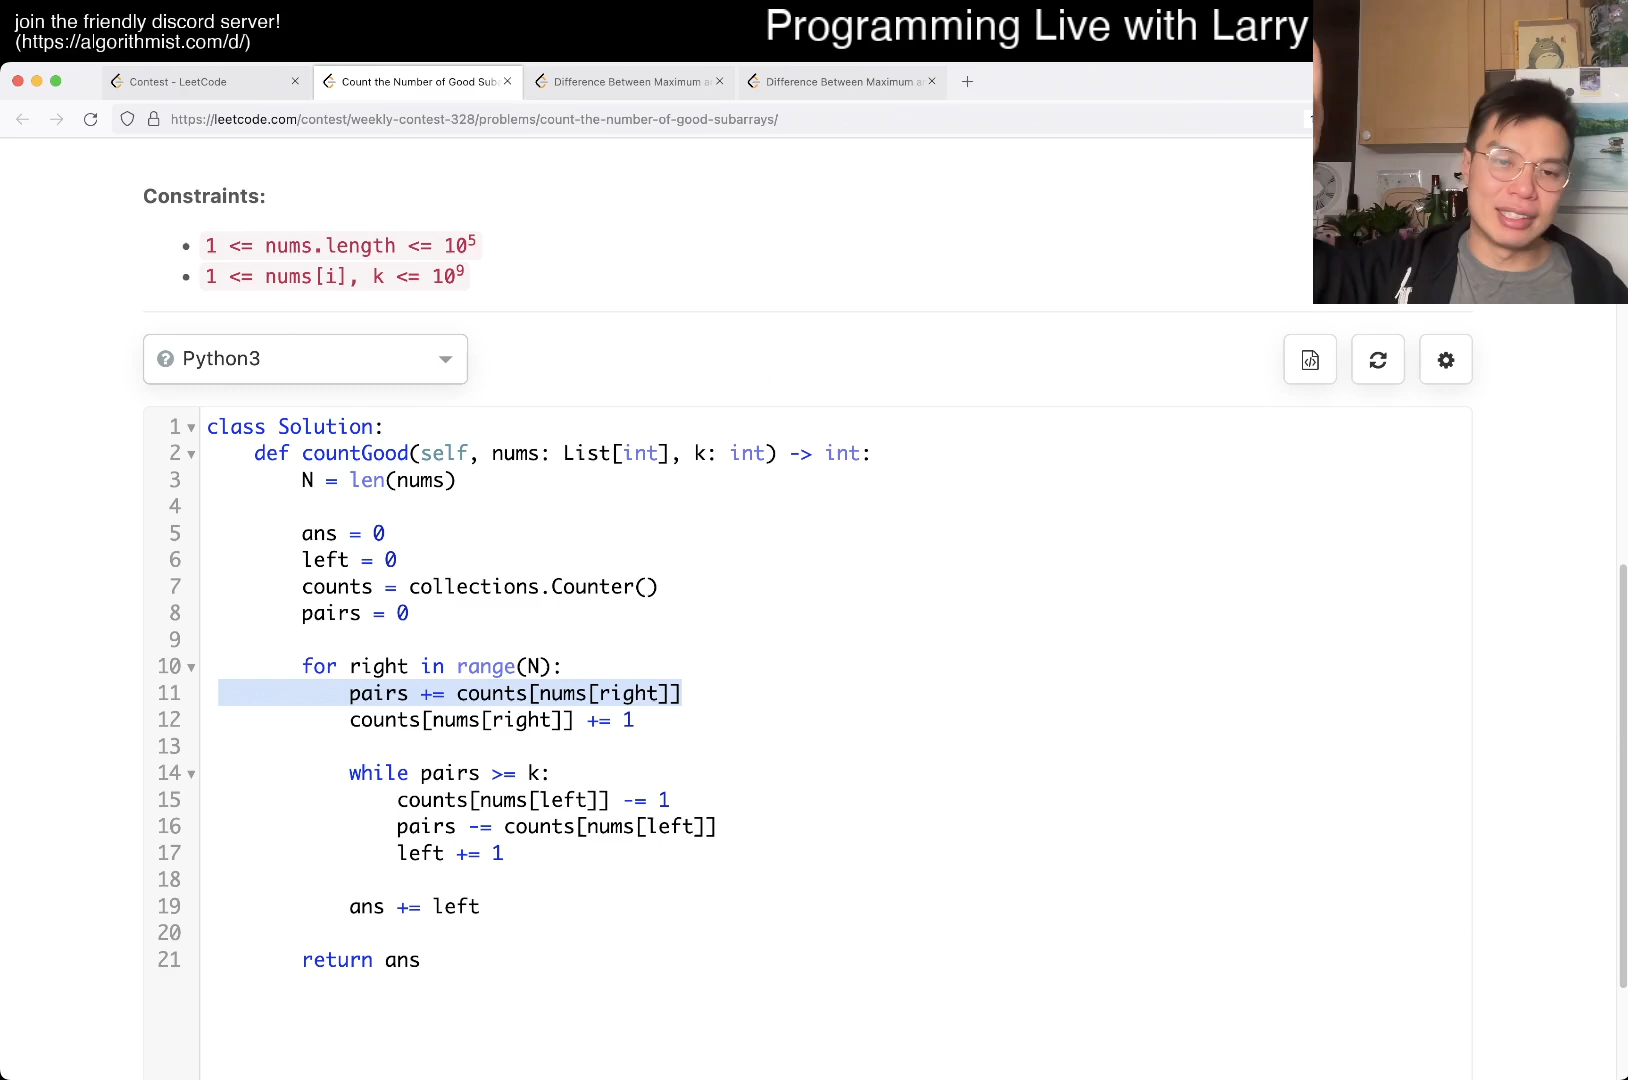 join the friendly discord server!
(https://algorithmist.com/d/)
Programming Live with Larry
Contest - LeetCode
Count the Number of Good Sub
Difference Between Maximum a
Difference Between Maximum a
https://leetcode.com/contest/weekly-contest-328/problems/count-the-number-of-good-subarrays/
Constraints:
1 <= nums.length <= 10^5
1 <= nums[i], k <= 10^9
Python3
1 class Solution:
2 def countGood(self, nums: List[int], k: int) -> int:
3 N = len(nums)
4
5 ans = 0
6 left = 0
7 counts = collections.Counter()
8 pairs = 0
9
10 for right in range(N):
11 pairs += counts[nums[right]]
12 counts[nums[right]] += 1
13
14 while pairs >= k:
15 counts[nums[left]] -= 1
16 pairs -= counts[nums[left]]
17 left += 1
18
19 ans += left
20
21 return ans